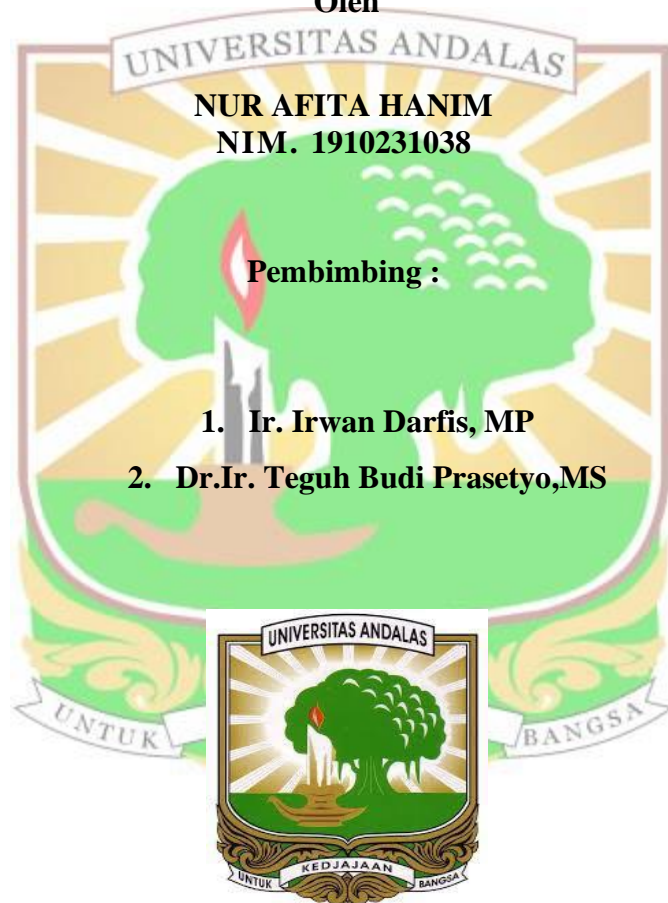 Oleh
UNIVERSITAS ANDALAS
NUR AFITA HANIM
NIM. 1910231038
Pembimbing :
1. Ir. Irwan Darfis, MP
2. Dr.Ir. Teguh Budi Prasetyo,MS
UNIVERSITAS ANDALAS
UNTUK BANGSA
UNTUK KEDJAJAAN BANGSA